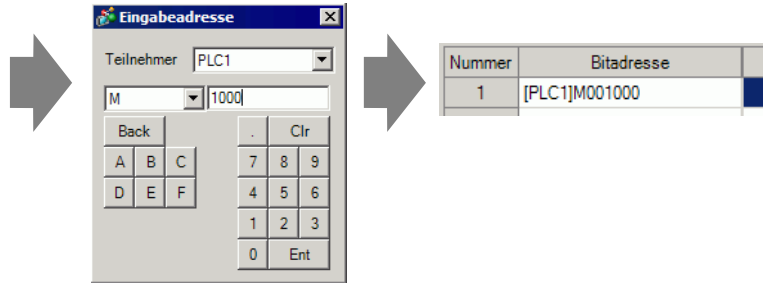 Eingabeadresse
Teilnehmer PLC1
M 1000
Back . Clr
A B C 7 8 9
D E F 4 5 6
1 2 3
0 Ent
Nummer Bitadresse
1 [PLC1]M001000